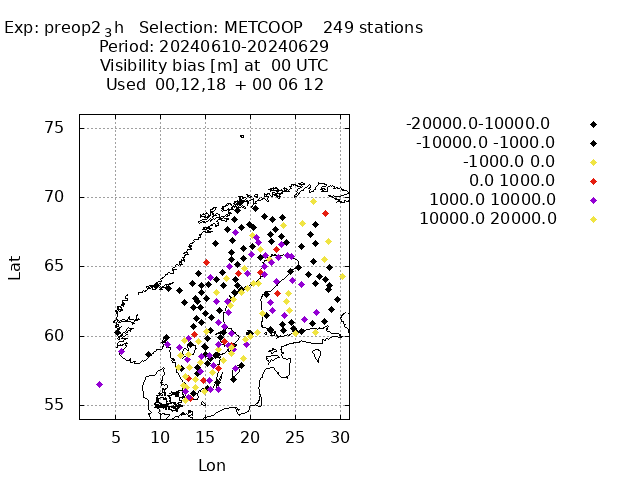 Exp: preop2₃h   Selection: METCOOP    249 stations
Period: 20240610-20240629
Visibility bias [m] at  00 UTC
Used  00,12,18  + 00 06 12
-20000.0-10000.0
-10000.0 -1000.0
-1000.0 0.0
0.0 1000.0
1000.0 10000.0
10000.0 20000.0
75
70
65
60
55
Lat
5 10 15 20 25 30
Lon